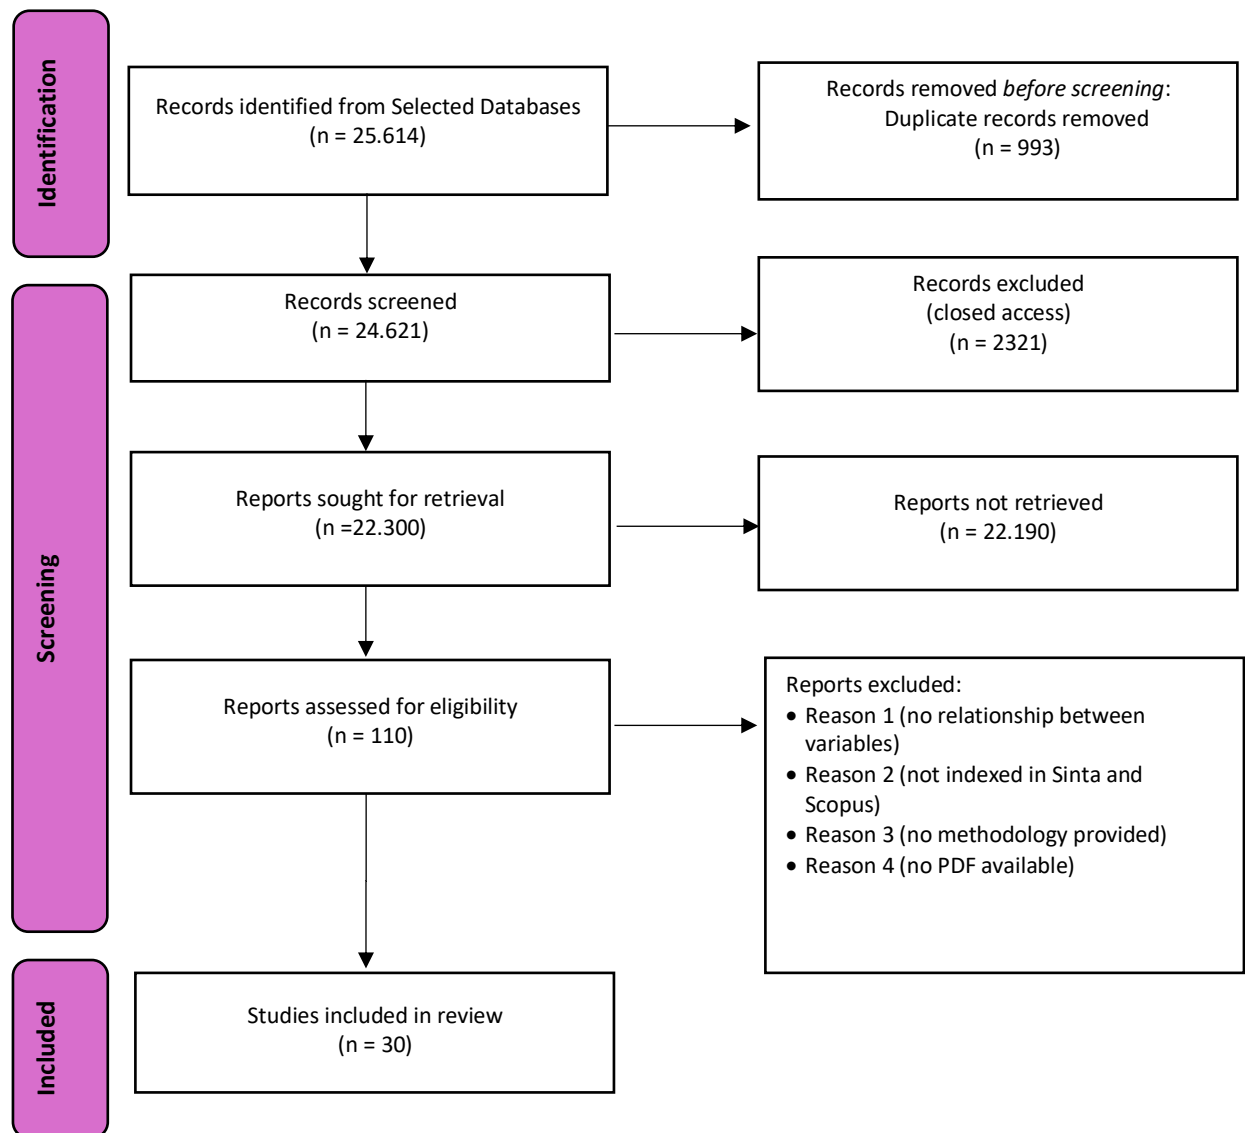 Identification
Records identified from Selected Databases
(n = 25.614)
Records removed before screening:
Duplicate records removed
(n = 993)
Screening
Records screened
(n = 24.621)
Records excluded
(closed access)
(n = 2321)
Reports sought for retrieval
(n =22.300)
Reports not retrieved
(n = 22.190)
Reports assessed for eligibility
(n = 110)
Reports excluded:
• Reason 1 (no relationship between
variables)
• Reason 2 (not indexed in Sinta and
Scopus)
• Reason 3 (no methodology provided)
• Reason 4 (no PDF available)
Included
Studies included in review
(n = 30)